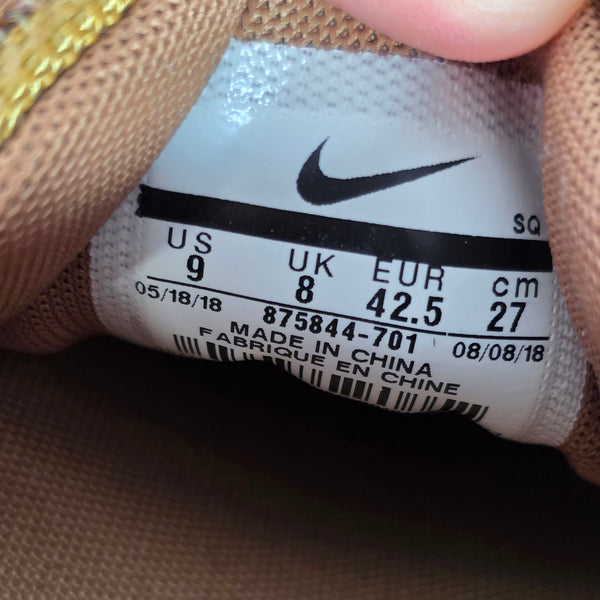 SQ
US UK EUR cm
9 8 42.5 27
05/18/18 875844-701 08/08/18
MADE IN CHINA
FABRIQUE EN CHINE